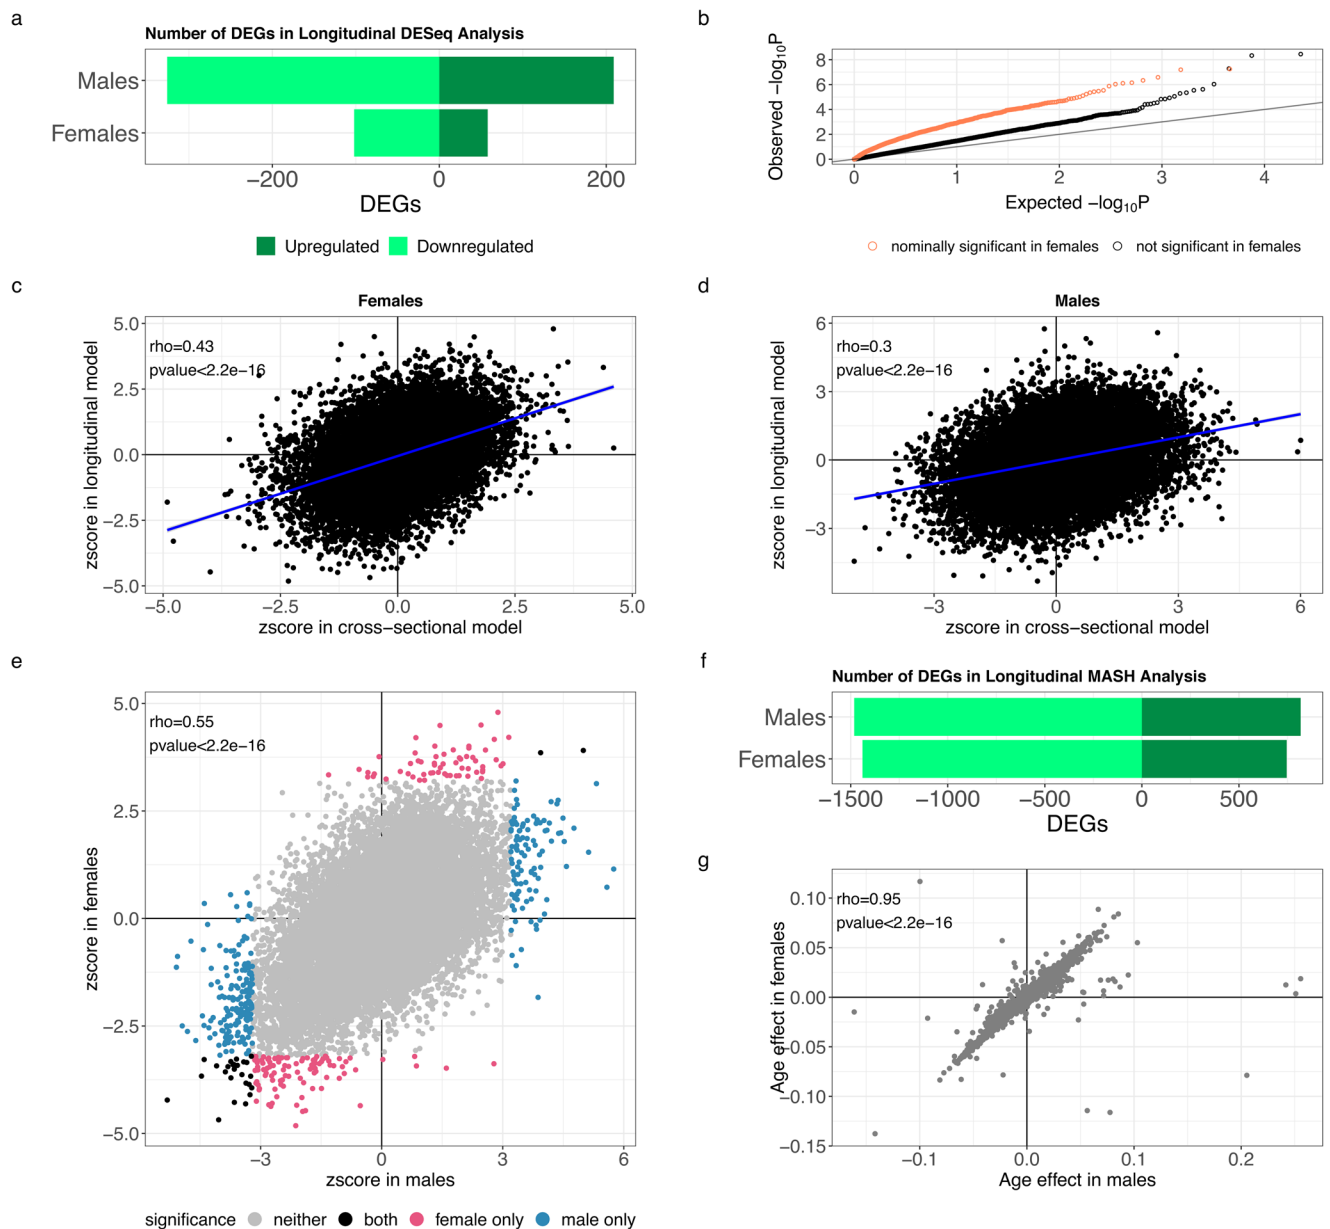 a
Number of DEGs in Longitudinal DESeq Analysis
Males
Females
−200 0 200
DEGs
Upregulated Downregulated
b
Observed −log10P
8
6
4
2
0
0 1 2 3 4
Expected −log10P
nominally significant in females not significant in females
c
Females
rho=0.43
pvalue<2.2e−16
zscore in longitudinal model
5.0
2.5
0.0
−2.5
−5.0
−5.0 −2.5 0.0 2.5 5.0
zscore in cross−sectional model
d
Males
rho=0.3
pvalue<2.2e−16
zscore in longitudinal model
6
3
0
−3
−3 0 3 6
zscore in cross−sectional model
e
rho=0.55
pvalue<2.2e−16
zscore in females
5.0
2.5
0.0
−2.5
−5.0
−3 0 3 6
zscore in males
significance neither both female only male only
f
Number of DEGs in Longitudinal MASH Analysis
Males
Females
−1500 −1000 −500 0 500
DEGs
g
rho=0.95
pvalue<2.2e−16
Age effect in females
0.10
0.05
0.00
−0.05
−0.10
−0.15
−0.1 0.0 0.1 0.2
Age effect in males